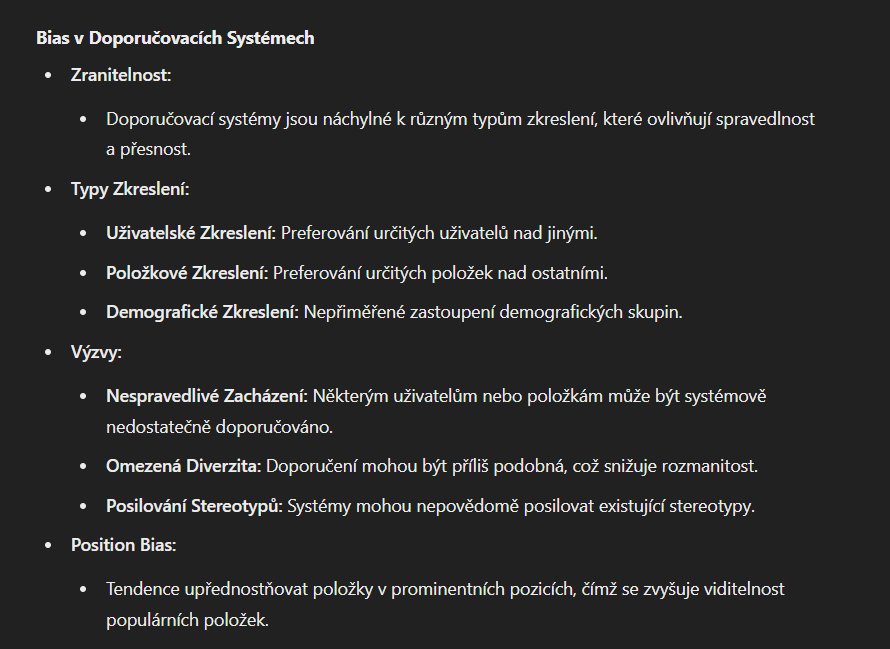 Bias v Doporučovacích Systémech
• Zranitelnost:
• Doporučovací systémy jsou náchylné k různým typům zkreslení, které ovlivňují spravedlnost
a přesnost.
• Typy Zkreslení:
• Uživatelské Zkreslení: Preferování určitých uživatelů nad jinými.
• Položkové Zkreslení: Preferování určitých položek nad ostatními.
• Demografické Zkreslení: Nepřiměřené zastoupení demografických skupin.
• Výzvy:
• Nespravedlivé Zacházení: Některým uživatelům nebo položkám může být systémově
nedostatečně doporučováno.
• Omezená Diverzita: Doporučení mohou být příliš podobná, což snižuje rozmanitost.
• Posilování Stereotypů: Systémy mohou nepovědomě posilovat existující stereotypy.
• Position Bias:
• Tendence upřednostňovat položky v prominentních pozicích, čímž se zvyšuje viditelnost
populárních položek.